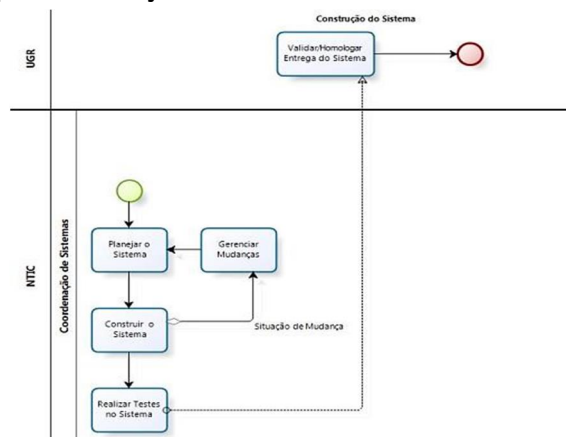 Construção do Sistema
UGR
Validar/Homologar
Entrega do Sistema
NTIC
Coordenação de Sistemas
Planejar o
Sistema
Gerenciar
Mudanças
Construir o
Sistema
Situação de Mudança
Realizar Testes
no Sistema